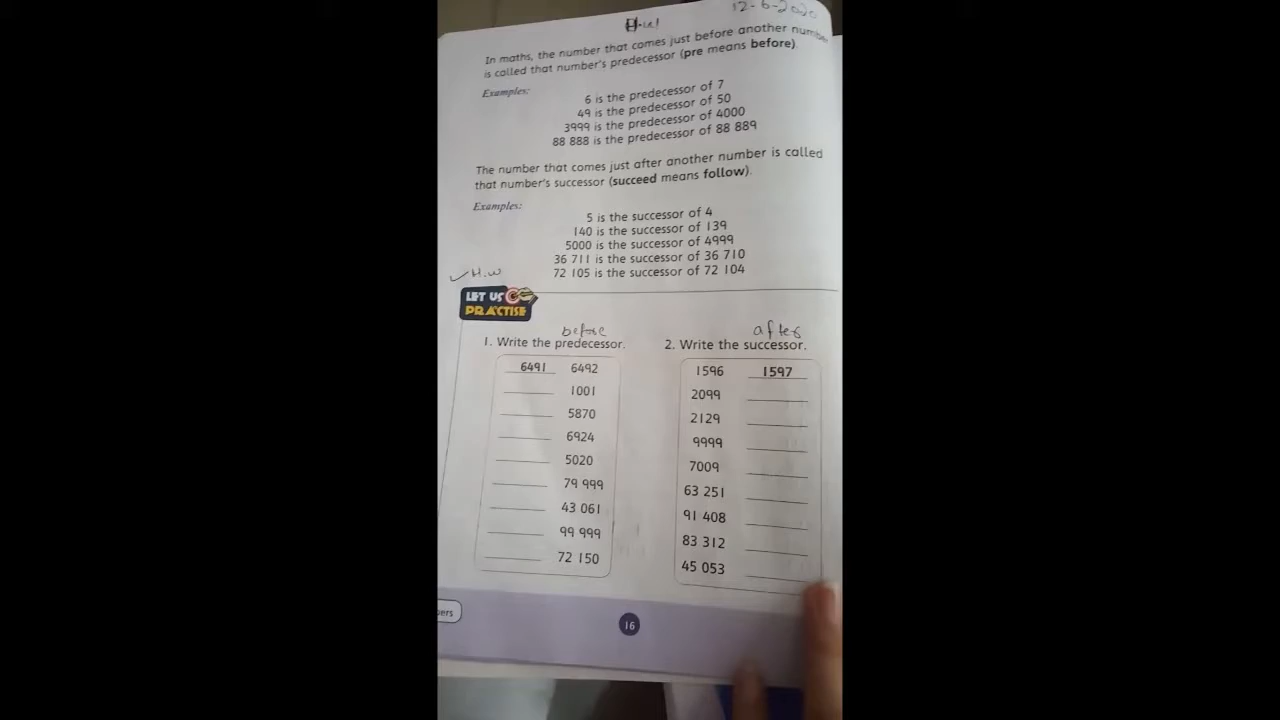 12-6-2020
In maths, the number that comes just before another number
is called that number's predecessor (pre means before).
Examples:
6 is the predecessor of 7
49 is the predecessor of 50
3999 is the predecessor of 4000
88 888 is the predecessor of 88 889
The number that comes just after another number is called
that number's successor (succeed means follow).
Examples:
5 is the successor of 4
140 is the successor of 139
5000 is the successor of 4999
36 711 is the successor of 36 710
72 105 is the successor of 72 104
H.W
LET US
PRACTISE
before
1. Write the predecessor.
6491 6492
1001
5870
6924
5020
79 999
43 061
99 999
72 150
after
2. Write the successor.
1596 1597
2099
2129
9999
7009
63 251
91 408
83 312
45 053
16